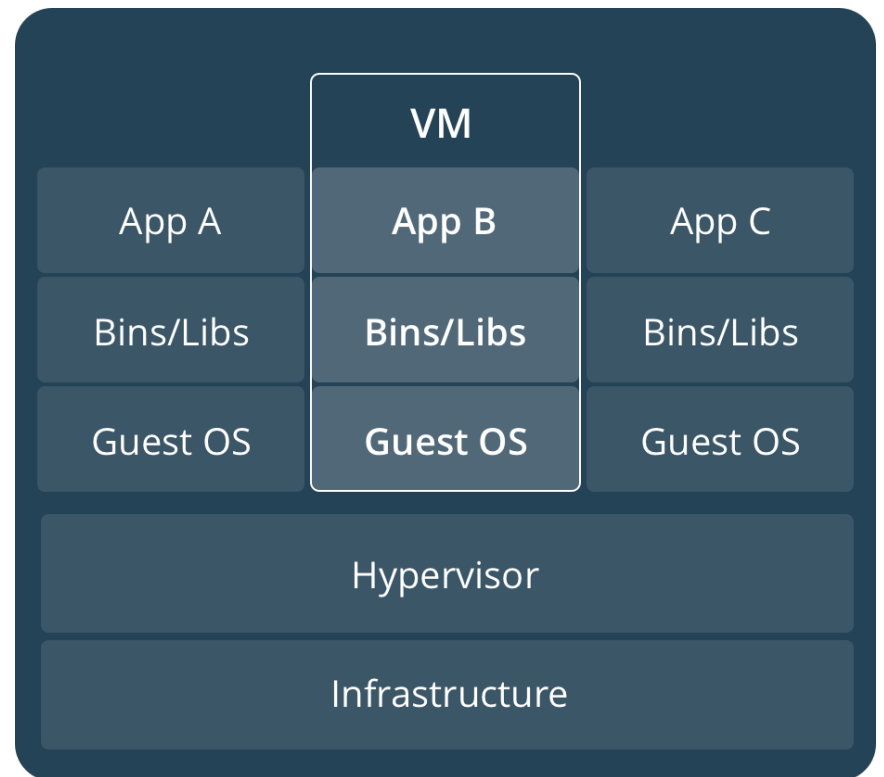 VM
App A
App B
App C
Bins/Libs
Bins/Libs
Bins/Libs
Guest OS
Guest OS
Guest OS
Hypervisor
Infrastructure